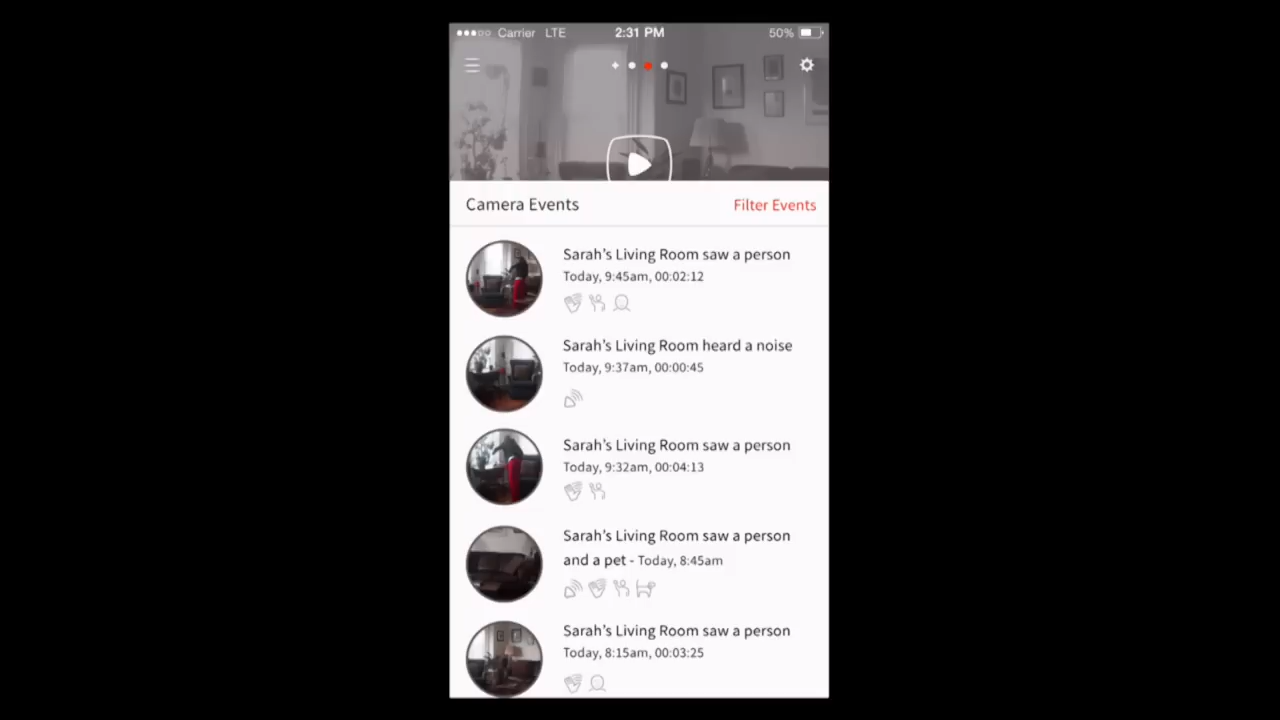 Carrier LTE 2:31 PM 50%
Camera Events
Filter Events
Sarah's Living Room saw a person
Today, 9:45am, 00:02:12
Sarah's Living Room heard a noise
Today, 9:37am, 00:00:45
Sarah's Living Room saw a person
Today, 9:32am, 00:04:13
Sarah's Living Room saw a person
and a pet - Today, 8:45am
Sarah's Living Room saw a person
Today, 8:15am, 00:03:25